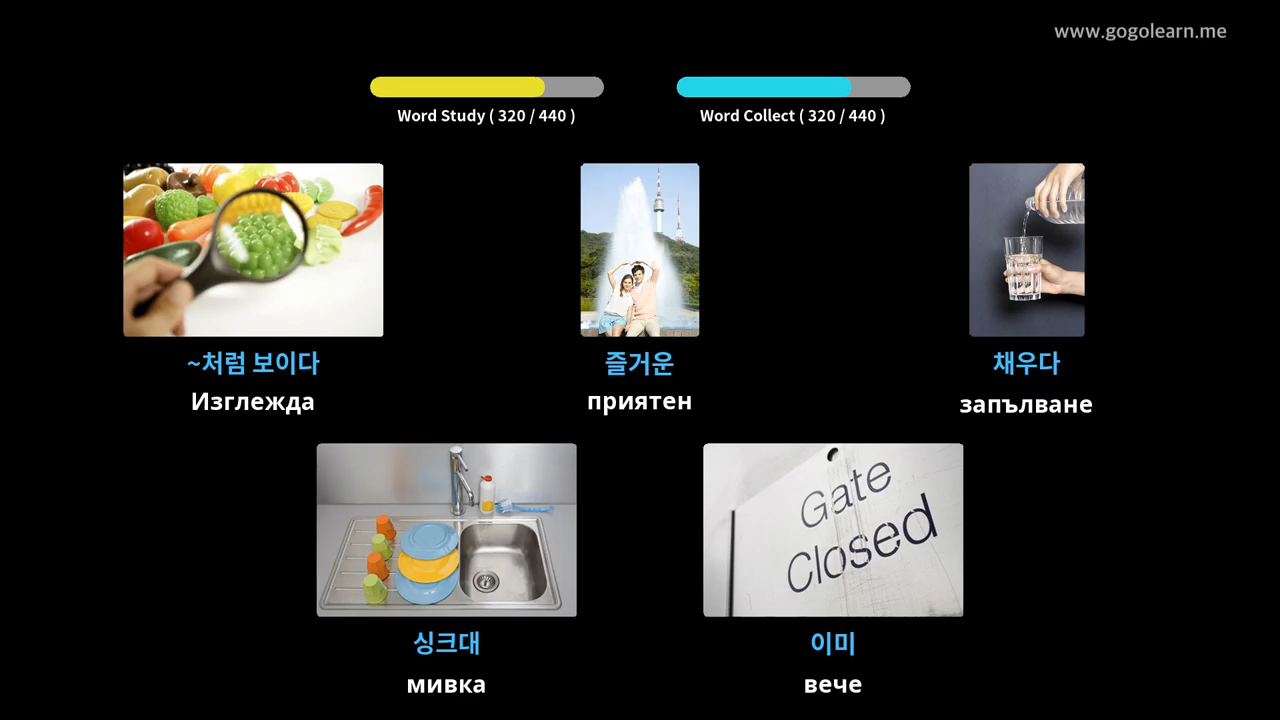 www.gogolearn.me
Word Study ( 320 / 440 )
Word Collect ( 320 / 440 )
~처럼 보이다
Изглежда
즐거운
приятен
채우다
запълване
Gate
Closed
싱크대
мивка
이미
вече